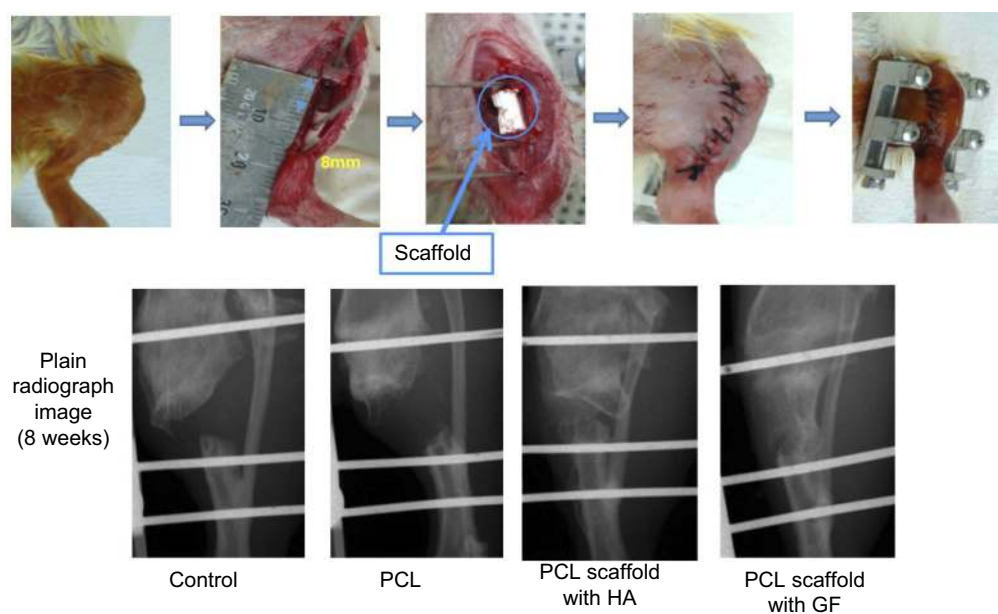 8mm
Scaffold
Plain
radiograph
image
(8 weeks)
Control
PCL
PCL scaffold
with HA
PCL scaffold
with GF